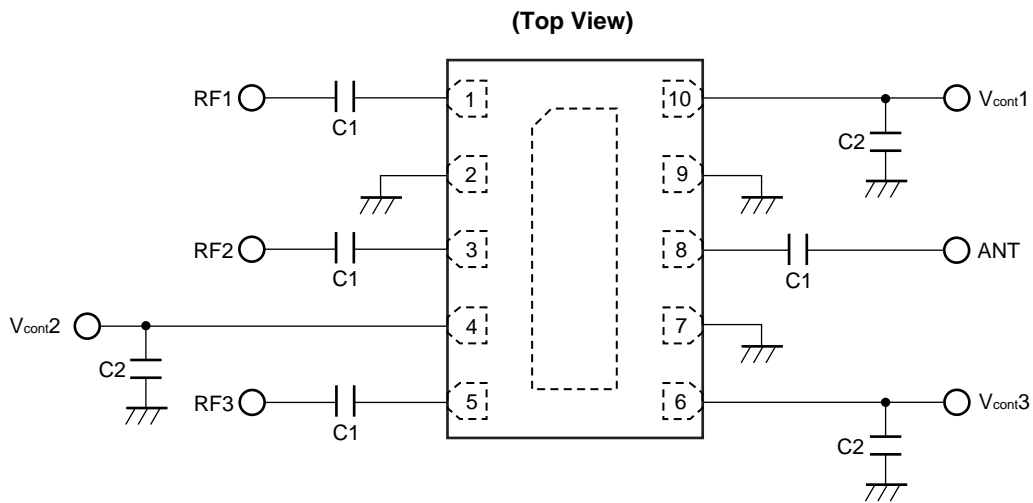 (Top View)
RF1
C1
1
10
Vcont1
C2
2
9
RF2
C1
3
8
C1
ANT
Vcont2
C2
4
7
RF3
C1
5
6
Vcont3
C2